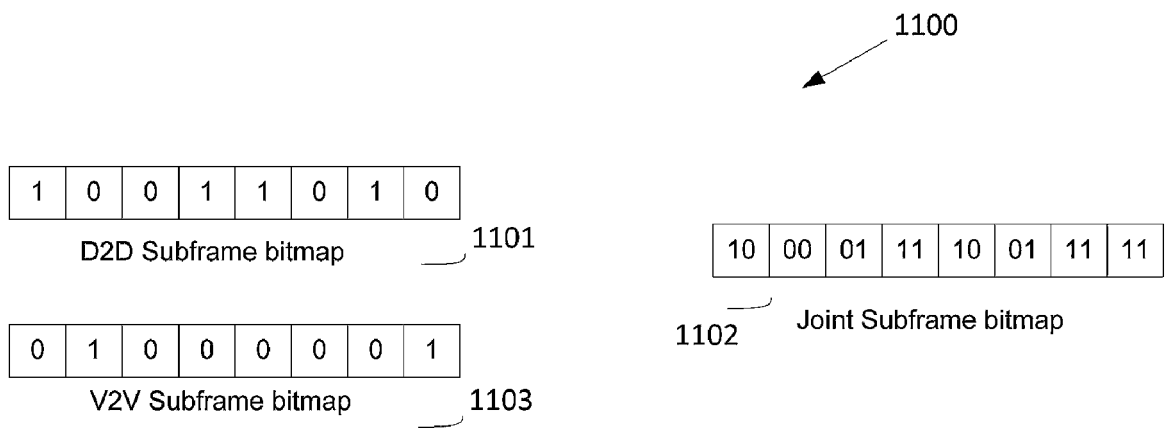 1100
1 0 0 1 1 0 1 0
D2D Subframe bitmap
1101
10 00 01 11 10 01 11 11
1102
Joint Subframe bitmap
0 1 0 0 0 0 0 1
V2V Subframe bitmap
1103